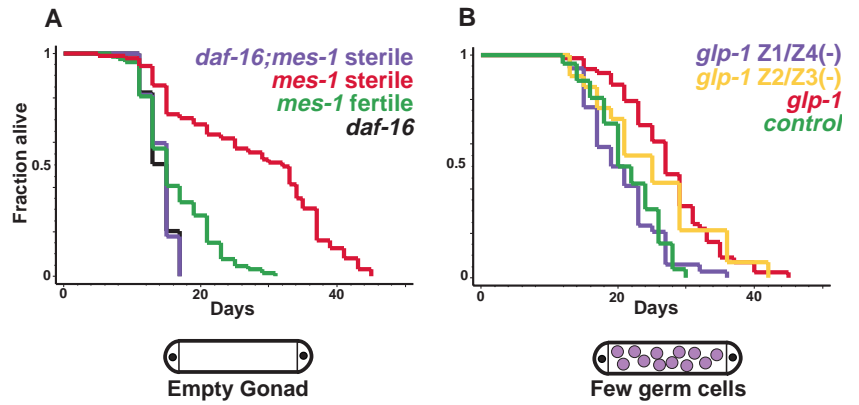 A
daf-16;mes-1 sterile
mes-1 sterile
mes-1 fertile
daf-16
Fraction alive
1
0.5
0
0
20
40
Days
Empty Gonad
B
glp-1 Z1/Z4(-)
glp-1 Z2/Z3(-)
glp-1
control
1
0.5
0
0
20
40
Days
Few germ cells